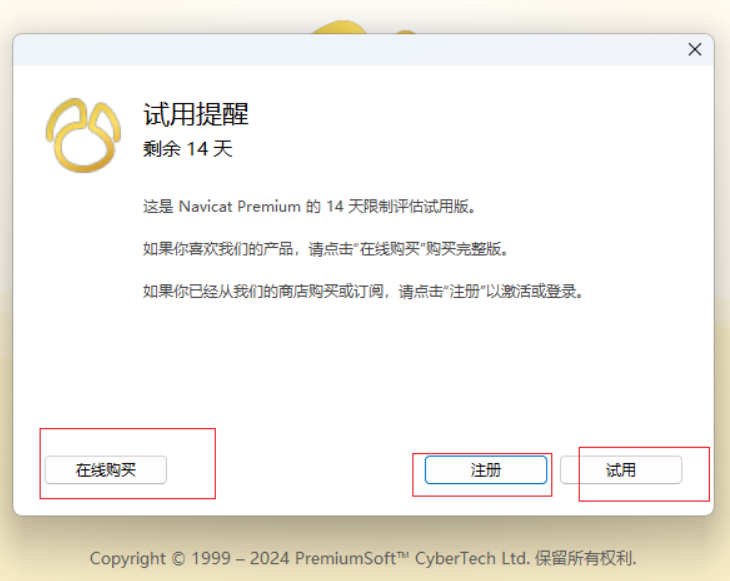 试用提醒
剩余 14 天
这是 Navicat Premium 的 14 天限制评估试用版。
如果你喜欢我们的产品，请点击“在线购买”购买完整版。
如果你已经从我们的商店购买或订阅，请点击“注册”以激活或登录。
在线购买 注册 试用
Copyright © 1999 – 2024 PremiumSoft™ CyberTech Ltd. 保留所有权利.